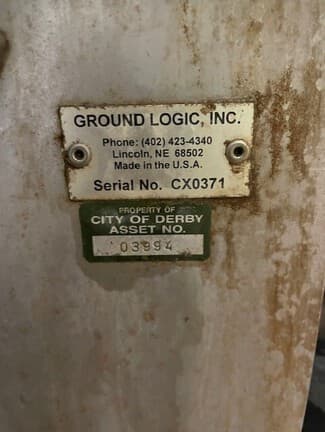 GROUND LOGIC, INC.
Phone: (402) 423-4340
Lincoln, NE 68502
Made in the U.S.A.
Serial No. CX0371
PROPERTY OF
CITY OF DERBY
ASSET NO.
03994